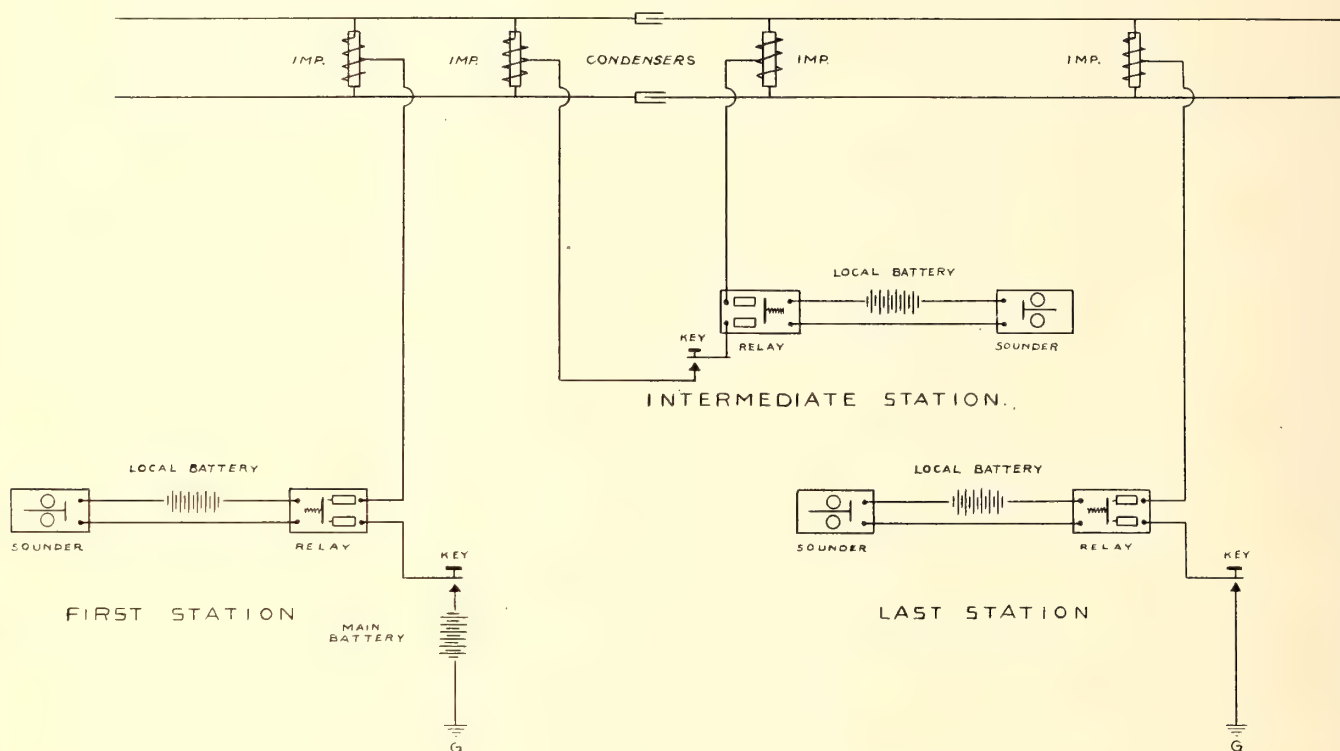 IMP.
IMP.
CONDENSERS
IMP.
IMP.
LOCAL BATTERY
KEY
RELAY
SOUNDER
INTERMEDIATE STATION.
LOCAL BATTERY
SOUNDER
RELAY
KEY
FIRST STATION
MAIN
BATTERY
G
LOCAL BATTERY
SOUNDER
RELAY
KEY
LAST STATION
G